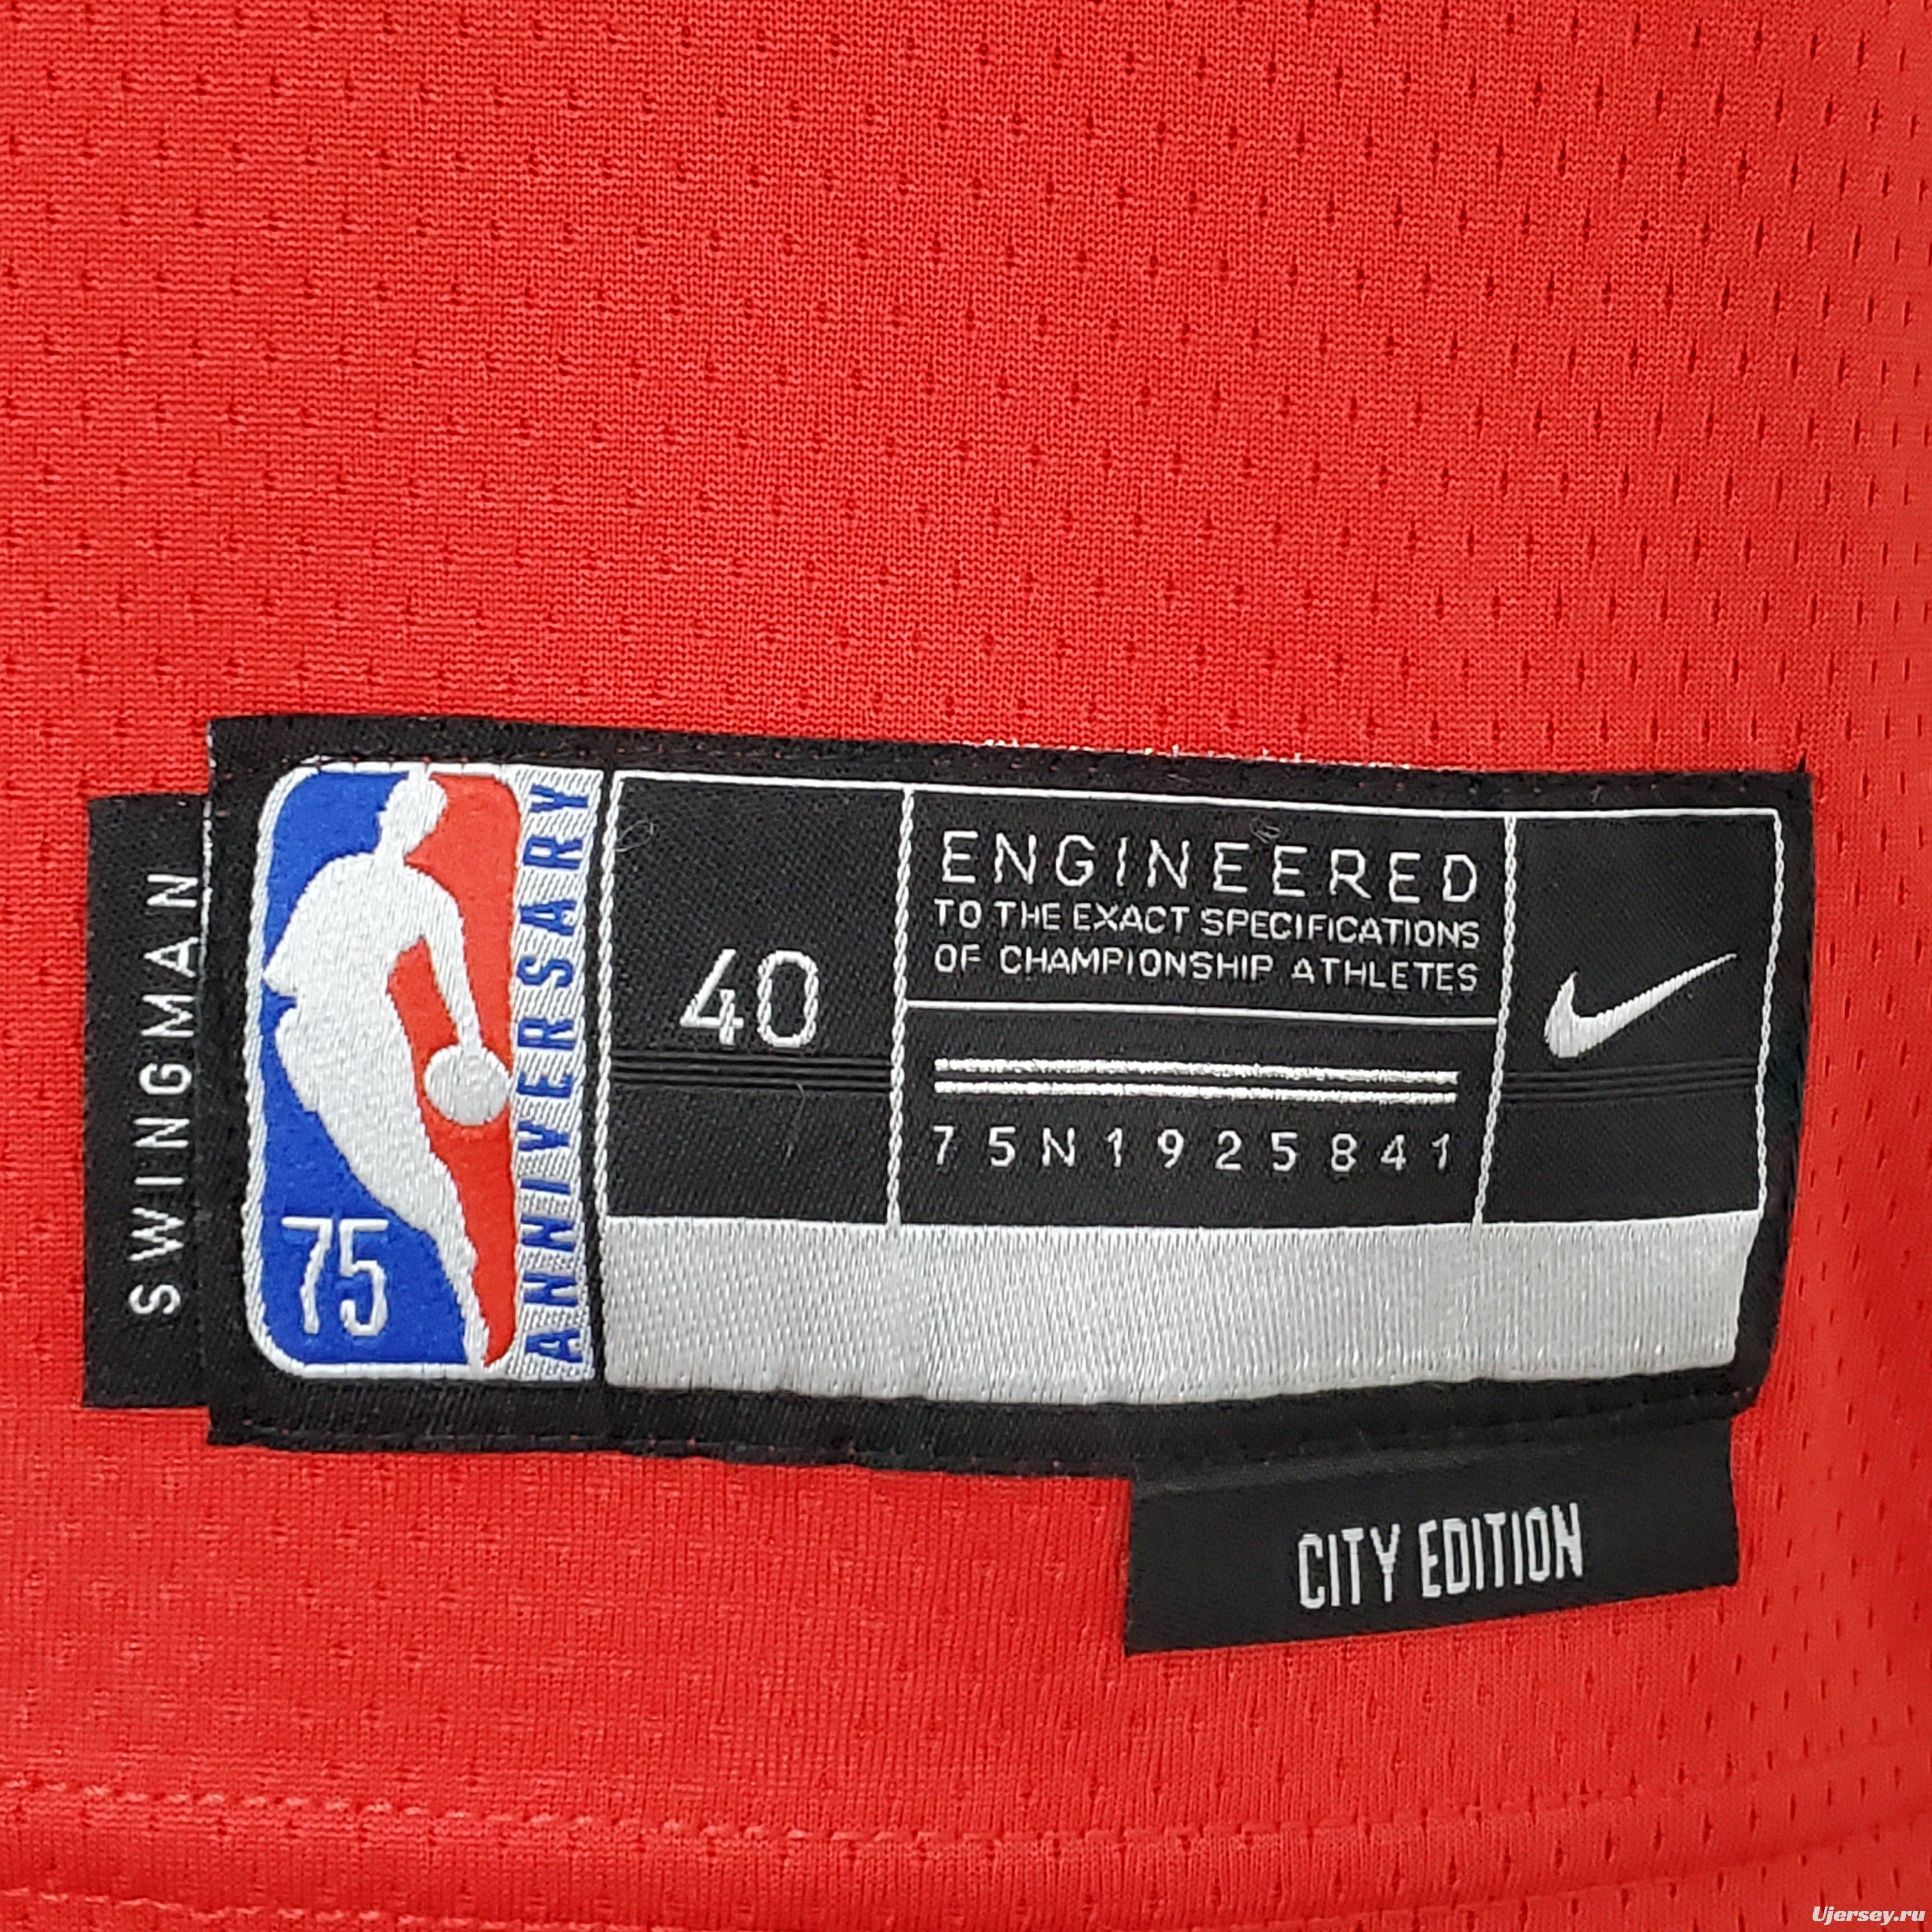 SWINGMAN
75
ANNIVERSARY
40
ENGINEERED
TO THE EXACT SPECIFICATIONS
OF CHAMPIONSHIP ATHLETES
75N1925841
CITY EDITION
Ujersey.ru